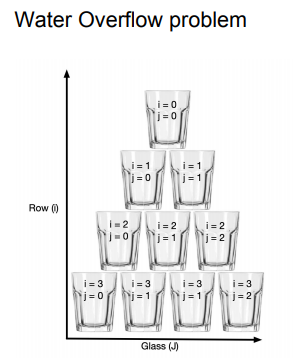 Water Overflow problem
i = 0
j = 0
i = 1
j = 0
i = 1
j = 1
Row (i)
i = 2
j = 0
i = 2
j = 1
i = 2
j = 2
i = 3
j = 0
i = 3
j = 1
i = 3
j = 1
i = 3
j = 2
Glass (J)